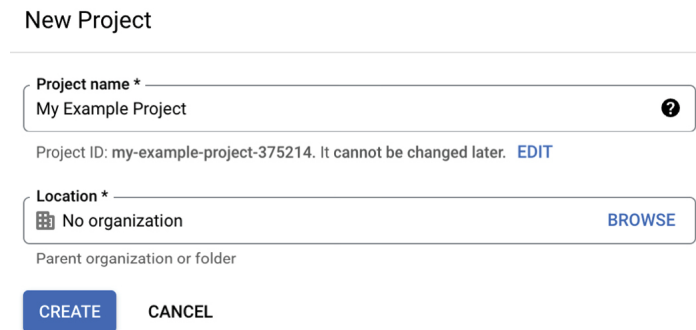 New Project
Project name *
My Example Project
Project ID: my-example-project-375214. It cannot be changed later. EDIT
Location *
No organization BROWSE
Parent organization or folder
CREATE CANCEL